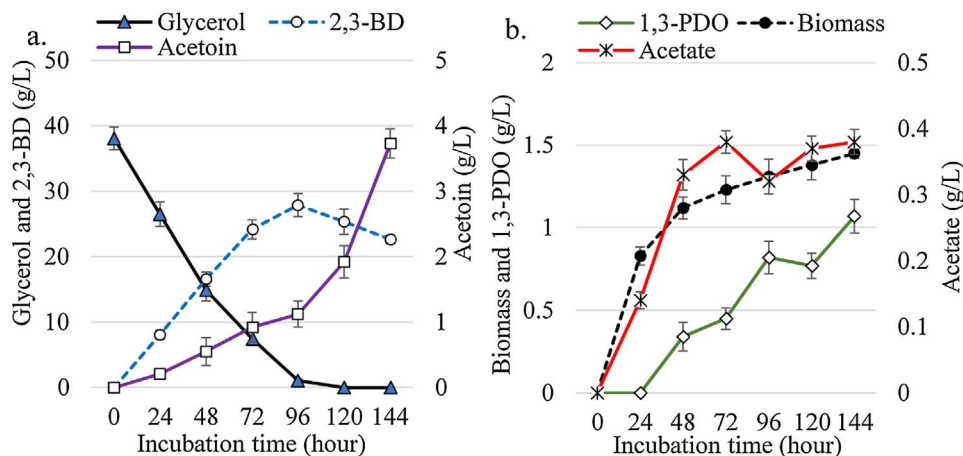 a.
Glycerol 2,3-BD
Acetoin
Glycerol and 2,3-BD (g/L)
50
40
30
20
10
0
5
4
3
2
1
0
Acetoin (g/L)
0 24 48 72 96 120 144
Incubation time (hour)
b.
1,3-PDO Biomass
Acetate
Biomass and 1,3-PDO (g/L)
2
1.5
1
0.5
0
0.5
0.4
0.3
0.2
0.1
0
Acetate (g/L)
0 24 48 72 96 120 144
Incubation time (hour)